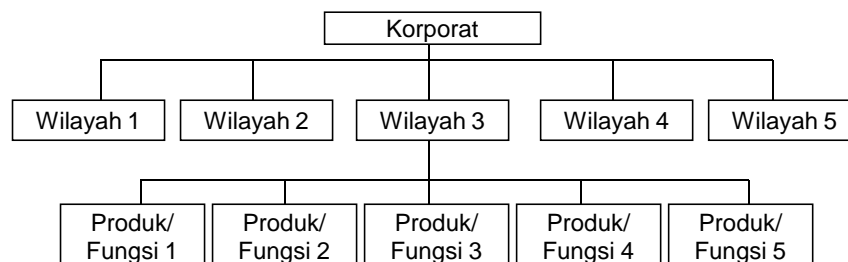 Korporat
Wilayah 1
Wilayah 2
Wilayah 3
Wilayah 4
Wilayah 5
Produk/
Fungsi 1
Produk/
Fungsi 2
Produk/
Fungsi 3
Produk/
Fungsi 4
Produk/
Fungsi 5